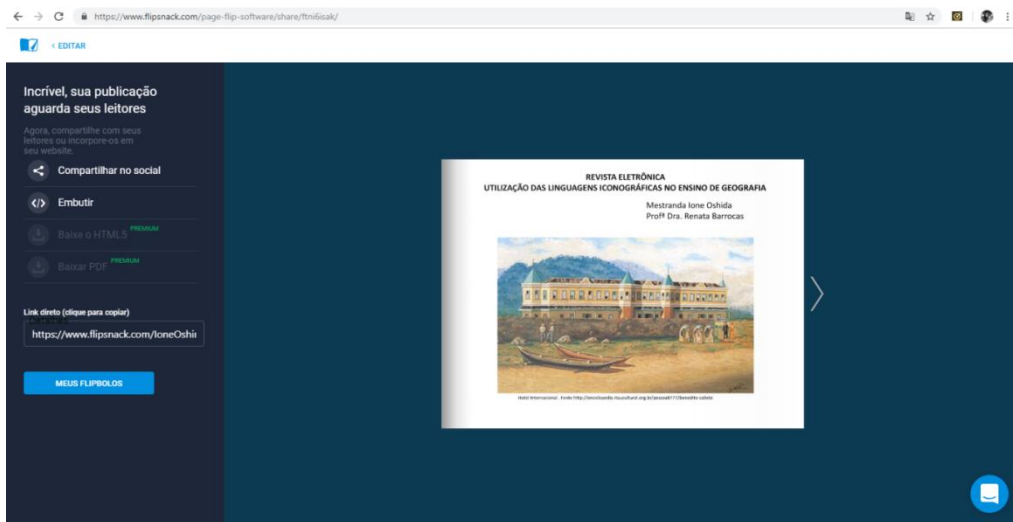 https://www.flipsnack.com/page-flip-software/share/ftni6isak/
< EDITAR
Incrível, sua publicação
aguarda seus leitores
Agora, compartilhe com seus
leitores ou incorpore-os em
seu website.
Compartilhar no social
</> Embutir
Baixe o HTML5 PREMIUM
Baixar PDF PREMIUM
Link direto (clique para copiar)
https://www.flipsnack.com/IoneOshi
MEUS FLIPBOLOS
REVISTA ELETRÔNICA
UTILIZAÇÃO DAS LINGUAGENS ICONOGRÁFICAS NO ENSINO DE GEOGRAFIA
Mestranda Ione Oshida
Profª Dra. Renata Barrocas
Hotel Internacional . Fonte